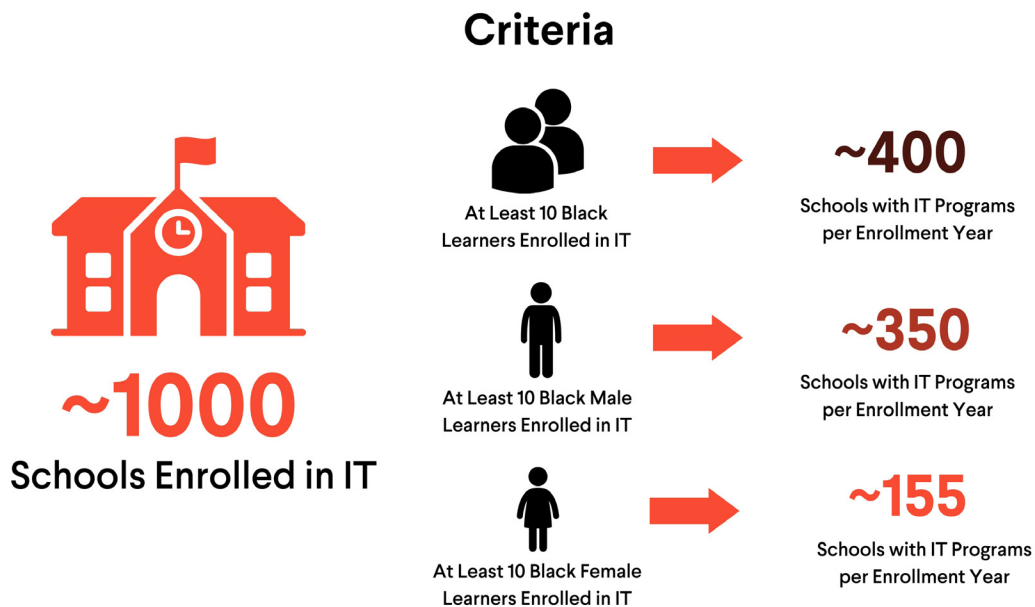 Criteria
~1000
Schools Enrolled in IT
At Least 10 Black
Learners Enrolled in IT
~400
Schools with IT Programs
per Enrollment Year
At Least 10 Black Male
Learners Enrolled in IT
~350
Schools with IT Programs
per Enrollment Year
At Least 10 Black Female
Learners Enrolled in IT
~155
Schools with IT Programs
per Enrollment Year